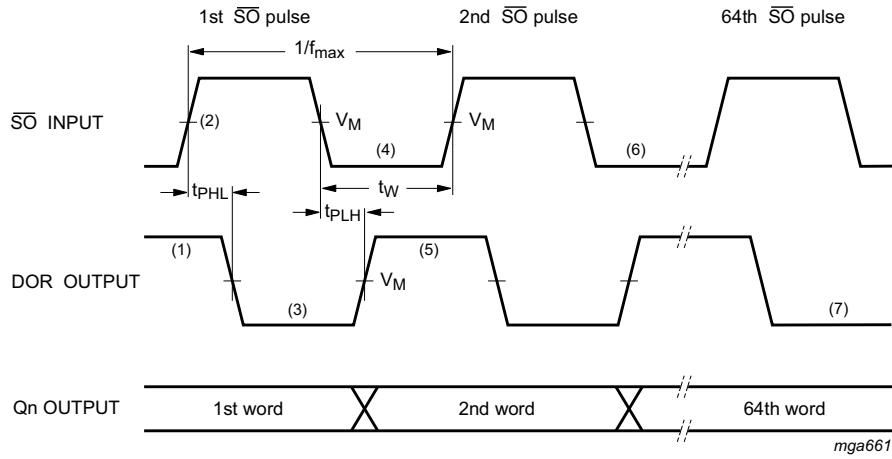 1st SO pulse 2nd SO pulse 64th SO pulse
1/fmax
SO INPUT (2) VM (4) VM (6)
tPHL tW
tPLH
DOR OUTPUT (1) (3) VM (5) (7)
Qn OUTPUT 1st word 2nd word 64th word
mga661